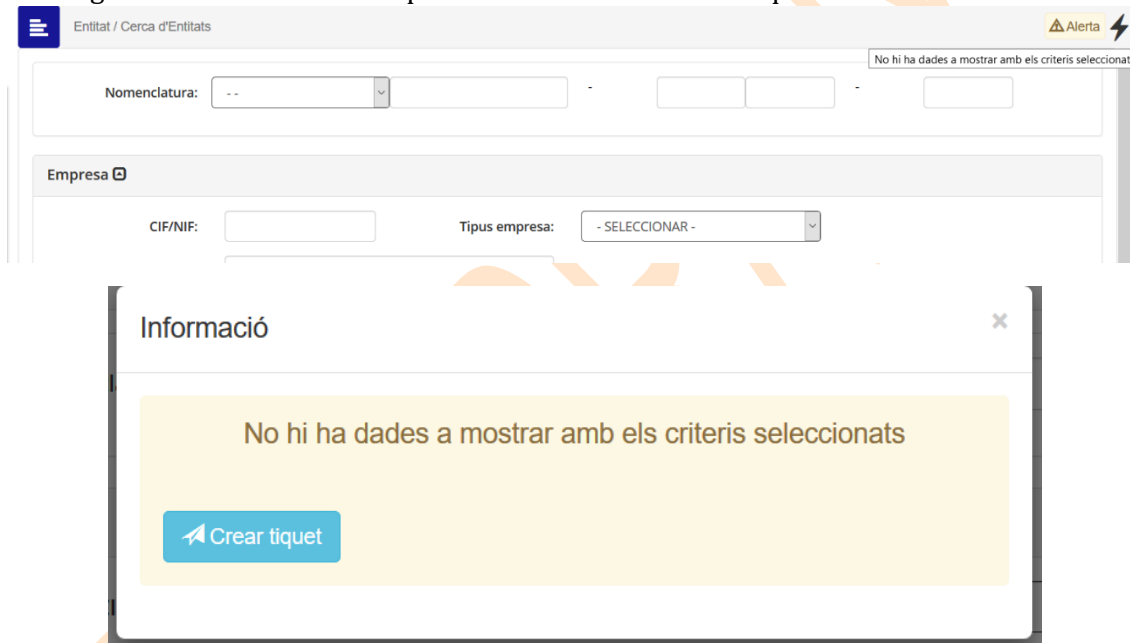 Entitat / Cerca d'Entitats
Alerta
No hi ha dades a mostrar amb els criteris seleccionat
Nomenclatura: - - - -
Empresa
CIF/NIF: Tipus empresa: - SELECCIONAR -
Informació ×
No hi ha dades a mostrar amb els criteris seleccionats
Crear tiquet